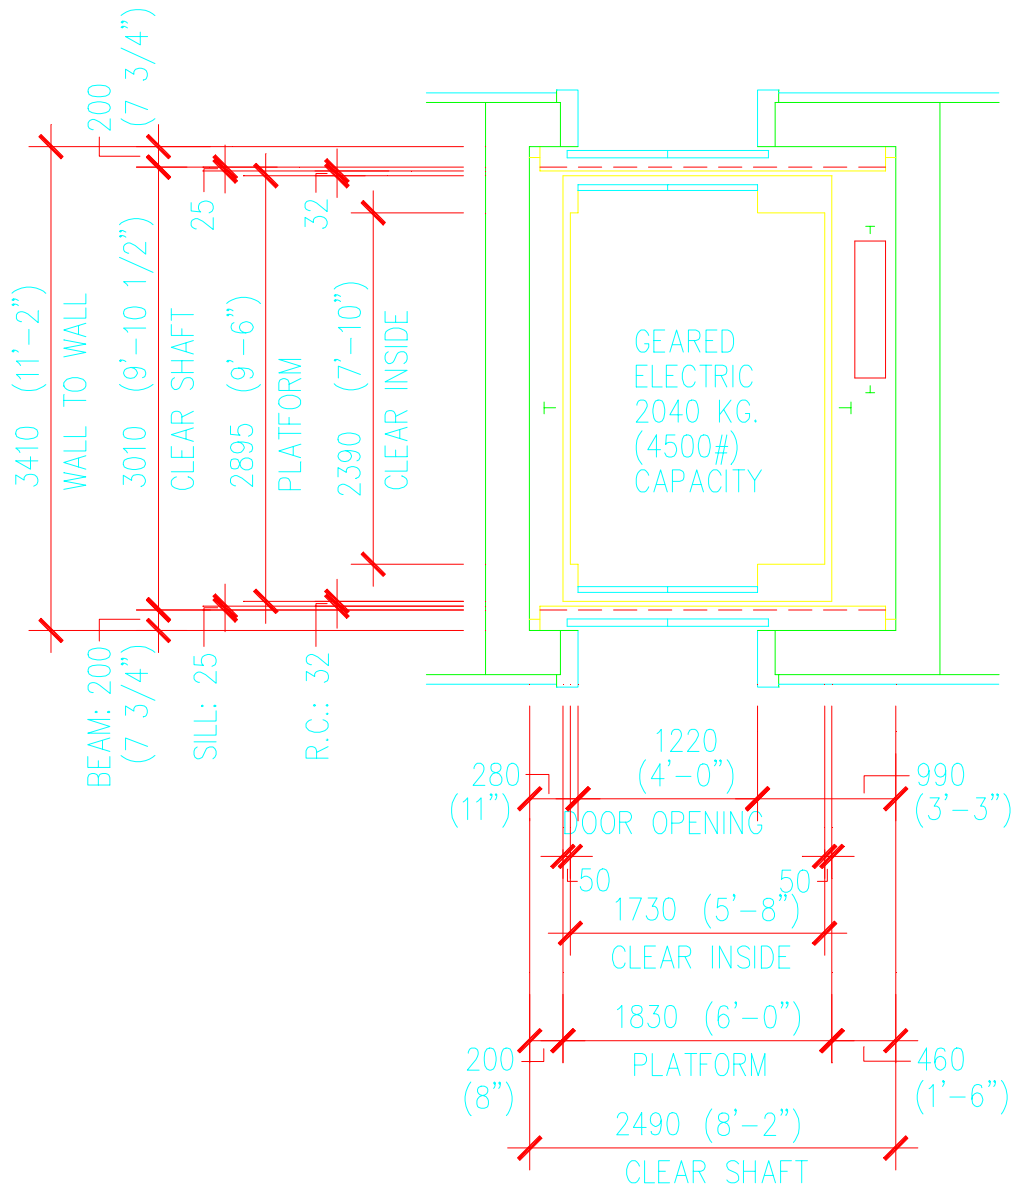 200
(7 3/4")
25
32
3410 (11'-2")
WALL TO WALL
3010 (9'-10 1/2")
CLEAR SHAFT
2895 (9'-6")
PLATFORM
2390 (7'-10")
CLEAR INSIDE
GEARED
ELECTRIC
2040 KG.
(4500#)
CAPACITY
BEAM: 200
(7 3/4")
SILL: 25
R.C.: 32
280
(11")
1220
(4'-0")
DOOR OPENING
990
(3'-3")
50
50
1730 (5'-8")
CLEAR INSIDE
1830 (6'-0")
PLATFORM
200
(8")
460
(1'-6")
2490 (8'-2")
CLEAR SHAFT